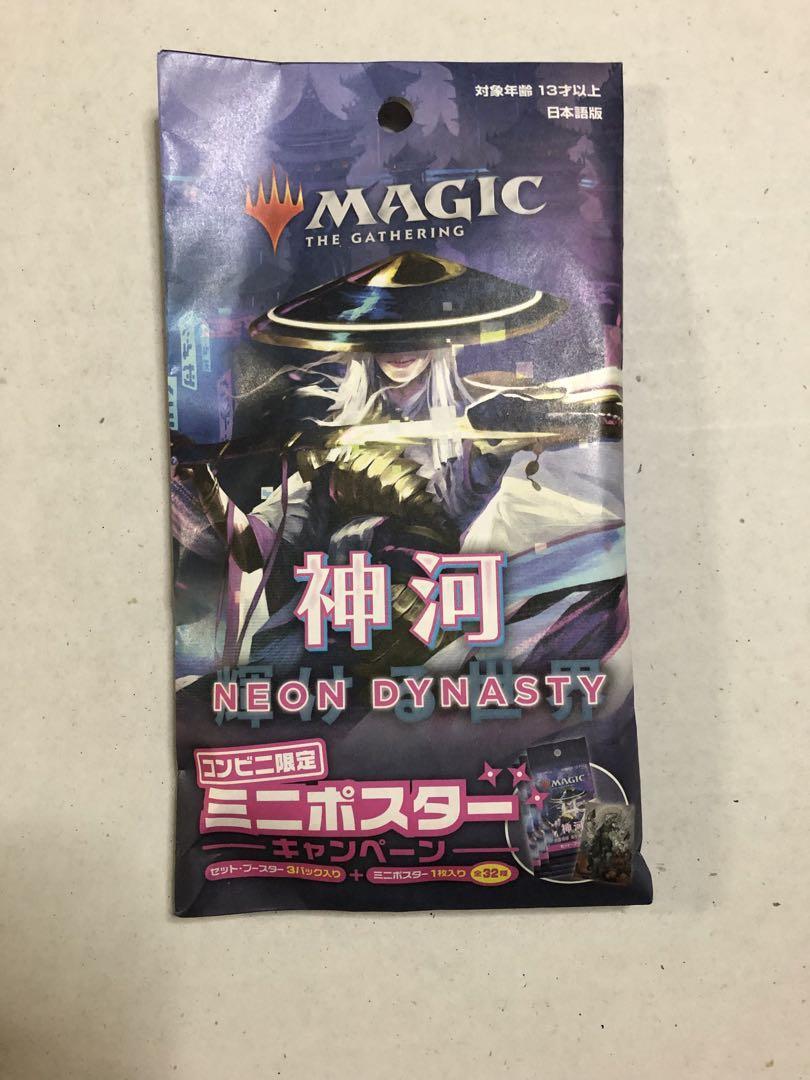 対象年齢 13才以上
日本語版
MAGIC
THE GATHERING
神河
輝ける世界
NEON DYNASTY
コンビニ限定
ミニポスター
キャンペーン
セット・ブースター 3パック入り + ミニポスター 1枚入り 全32種
MAGIC
神河